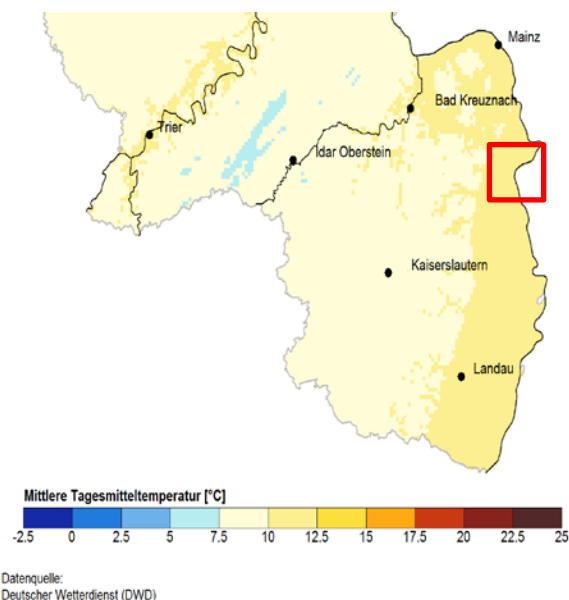 Mainz
Bad Kreuznach
Trier
Idar Oberstein
Kaiserslautern
Landau
Mittlere Tagesmitteltemperatur [°C]
-2.5 0 2.5 5 7.5 10 12.5 15 17.5 20 22.5 25
Datenquelle:
Deutscher Wetterdienst (DWD)